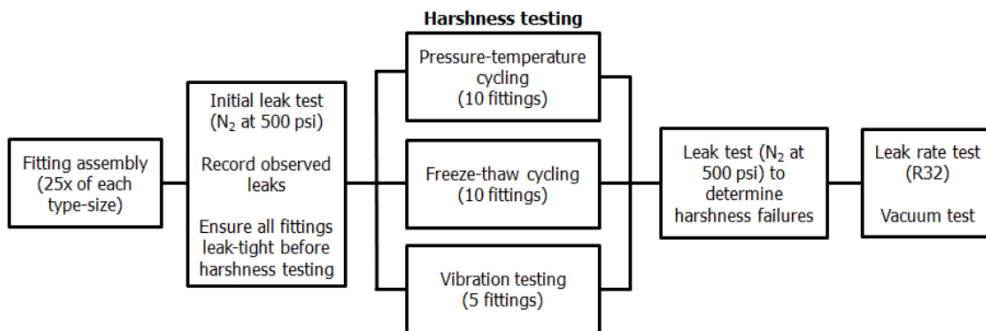 Harshness testing
Fitting assembly
(25x of each
type-size)
Initial leak test
(N₂ at 500 psi)
Record observed
leaks
Ensure all fittings
leak-tight before
harshness testing
Pressure-temperature
cycling
(10 fittings)
Freeze-thaw cycling
(10 fittings)
Vibration testing
(5 fittings)
Leak test (N₂ at
500 psi) to
determine
harshness failures
Leak rate test
(R32)
Vacuum test